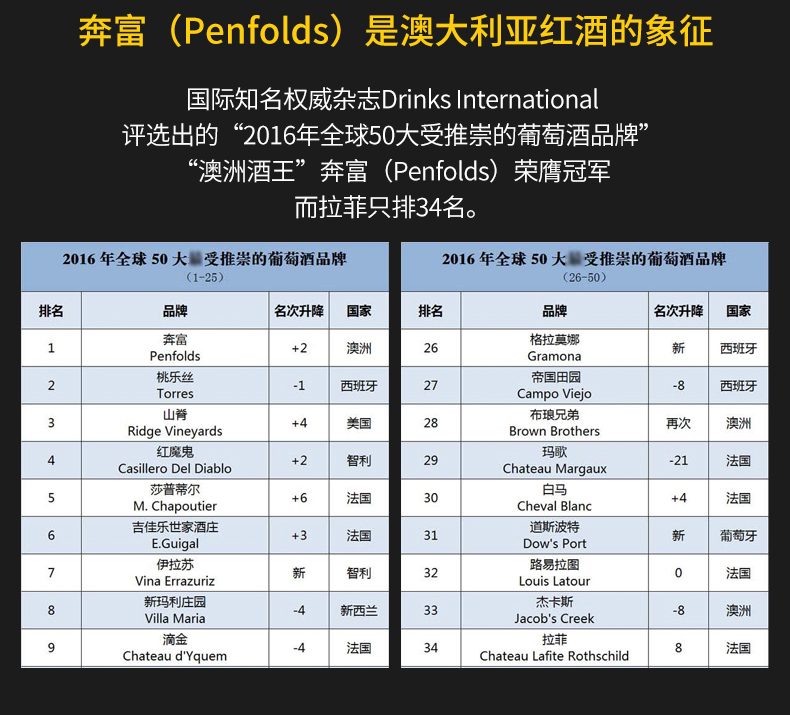 奔富（Penfolds）是澳大利亚红酒的象征
国际知名权威杂志Drinks International
评选出的“2016年全球50大受推崇的葡萄酒品牌”
“澳洲酒王”奔富（Penfolds）荣膺冠军
而拉菲只排34名。
2016 年全球 50 大受推崇的葡萄酒品牌
（1-25）
排名 品牌 名次升降 国家
1 奔富 Penfolds +2 澳洲
2 桃乐丝 Torres -1 西班牙
3 山脊 Ridge Vineyards +4 美国
4 红魔鬼 Casillero Del Diablo +2 智利
5 莎普蒂尔 M. Chapoutier +6 法国
6 吉佳乐世家酒庄 E.Guigal +3 法国
7 伊拉苏 Vina Errazuriz 新 智利
8 新玛利庄园 Villa Maria -4 新西兰
9 滴金 Chateau d'Yquem -4 法国
2016 年全球 50 大受推崇的葡萄酒品牌
（26-50）
排名 品牌 名次升降 国家
26 格拉莫娜 Gramona 新 西班牙
27 帝国田园 Campo Viejo -8 西班牙
28 布琅兄弟 Brown Brothers 再次 澳洲
29 玛歌 Chateau Margaux -21 法国
30 白马 Cheval Blanc +4 法国
31 道斯波特 Dow's Port 新 葡萄牙
32 路易拉图 Louis Latour 0 法国
33 杰卡斯 Jacob's Creek -8 澳洲
34 拉菲 Chateau Lafite Rothschild 8 法国